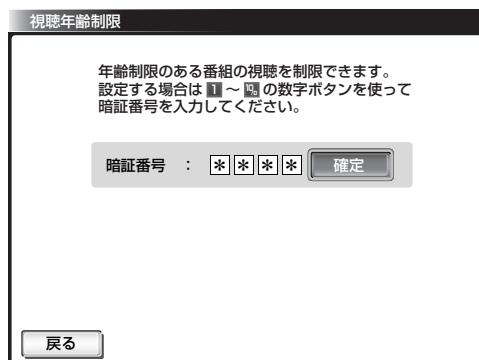 視聴年齢制限
年齢制限のある番組の視聴を制限できます。
設定する場合は 1 ～ 10 の数字ボタンを使って
暗証番号を入力してください。
暗証番号 ： ＊＊＊＊ 確定
戻る